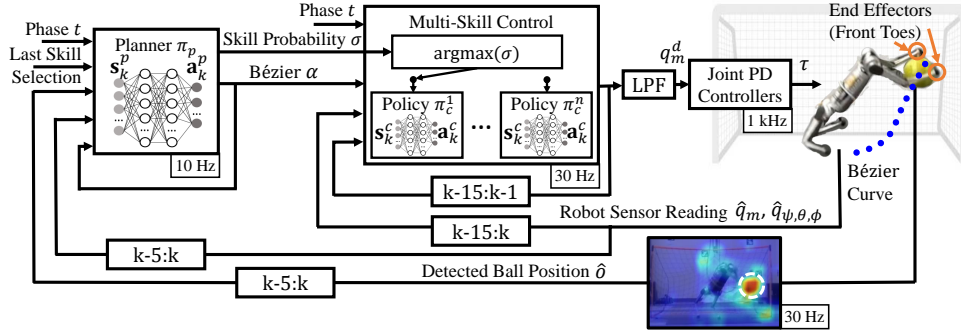 Phase t
Last Skill
Selection
Planner π_p
s_k^p
a_k^p
...
...
...
...
10 Hz
Skill Probability σ
Bézier α
Phase t
Multi-Skill Control
argmax(σ)
Policy π_c^1
s_k^c
a_k^c
...
Policy π_c^n
s_k^c
a_k^c
30 Hz
LPF
q_m^d
Joint PD
Controllers
1 kHz
τ
End Effectors
(Front Toes)
Bézier
Curve
k-15:k-1
k-15:k
Robot Sensor Reading q̂_m, q̂_ψ,θ,ϕ
k-5:k
k-5:k
Detected Ball Position ô
30 Hz